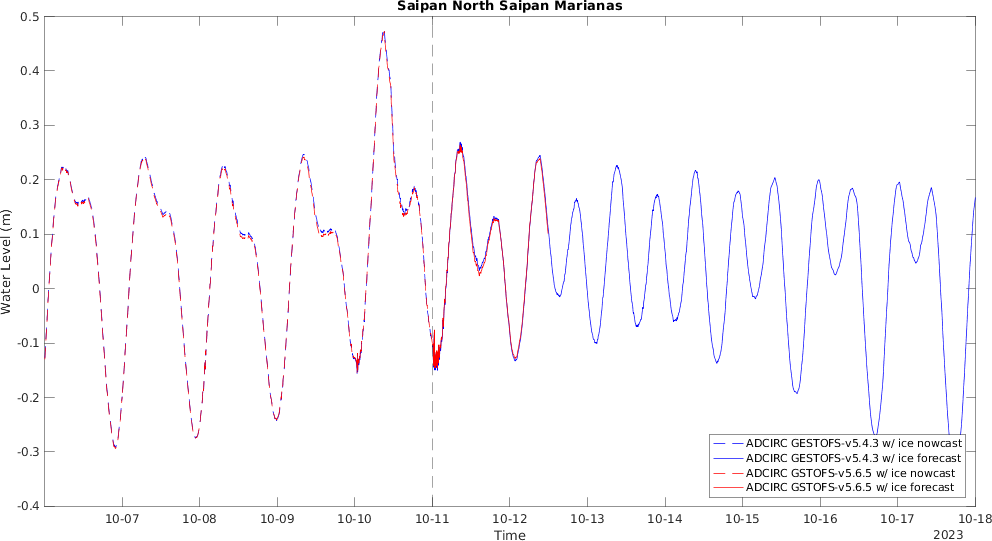 Saipan North Saipan Marianas
Water Level (m)
0.5
0.4
0.3
0.2
0.1
0
-0.1
-0.2
-0.3
-0.4
ADCIRC GESTOFS-v5.4.3 w/ ice nowcast
ADCIRC GESTOFS-v5.4.3 w/ ice forecast
ADCIRC GSTOFS-v5.6.5 w/ ice nowcast
ADCIRC GSTOFS-v5.6.5 w/ ice forecast
10-07 10-08 10-09 10-10 10-11 10-12 10-13 10-14 10-15 10-16 10-17 10-18
Time
2023